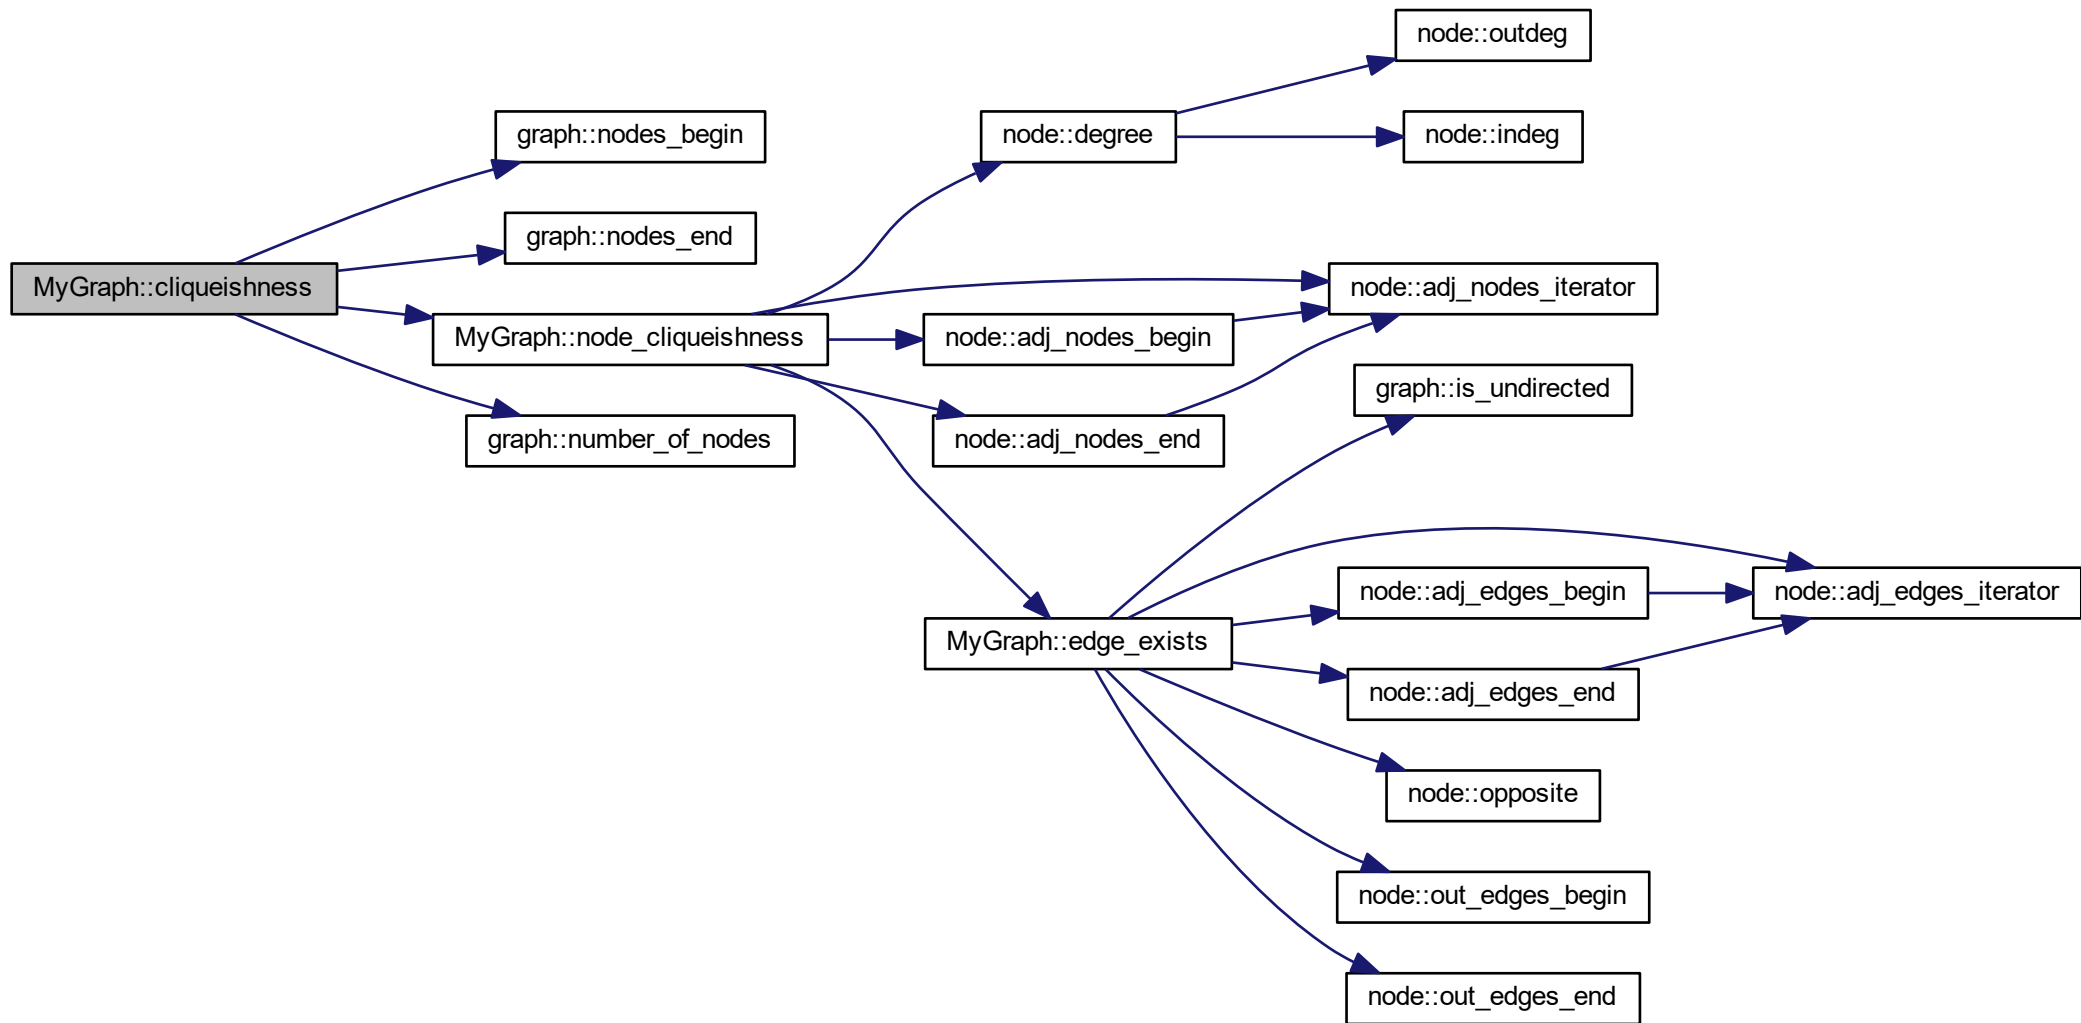 node::outdeg
graph::nodes_begin
node::degree
node::indeg
graph::nodes_end
MyGraph::cliqueishness
node::adj_nodes_iterator
MyGraph::node_cliqueishness
node::adj_nodes_begin
graph::is_undirected
graph::number_of_nodes
node::adj_nodes_end
node::adj_edges_begin
node::adj_edges_iterator
MyGraph::edge_exists
node::adj_edges_end
node::opposite
node::out_edges_begin
node::out_edges_end